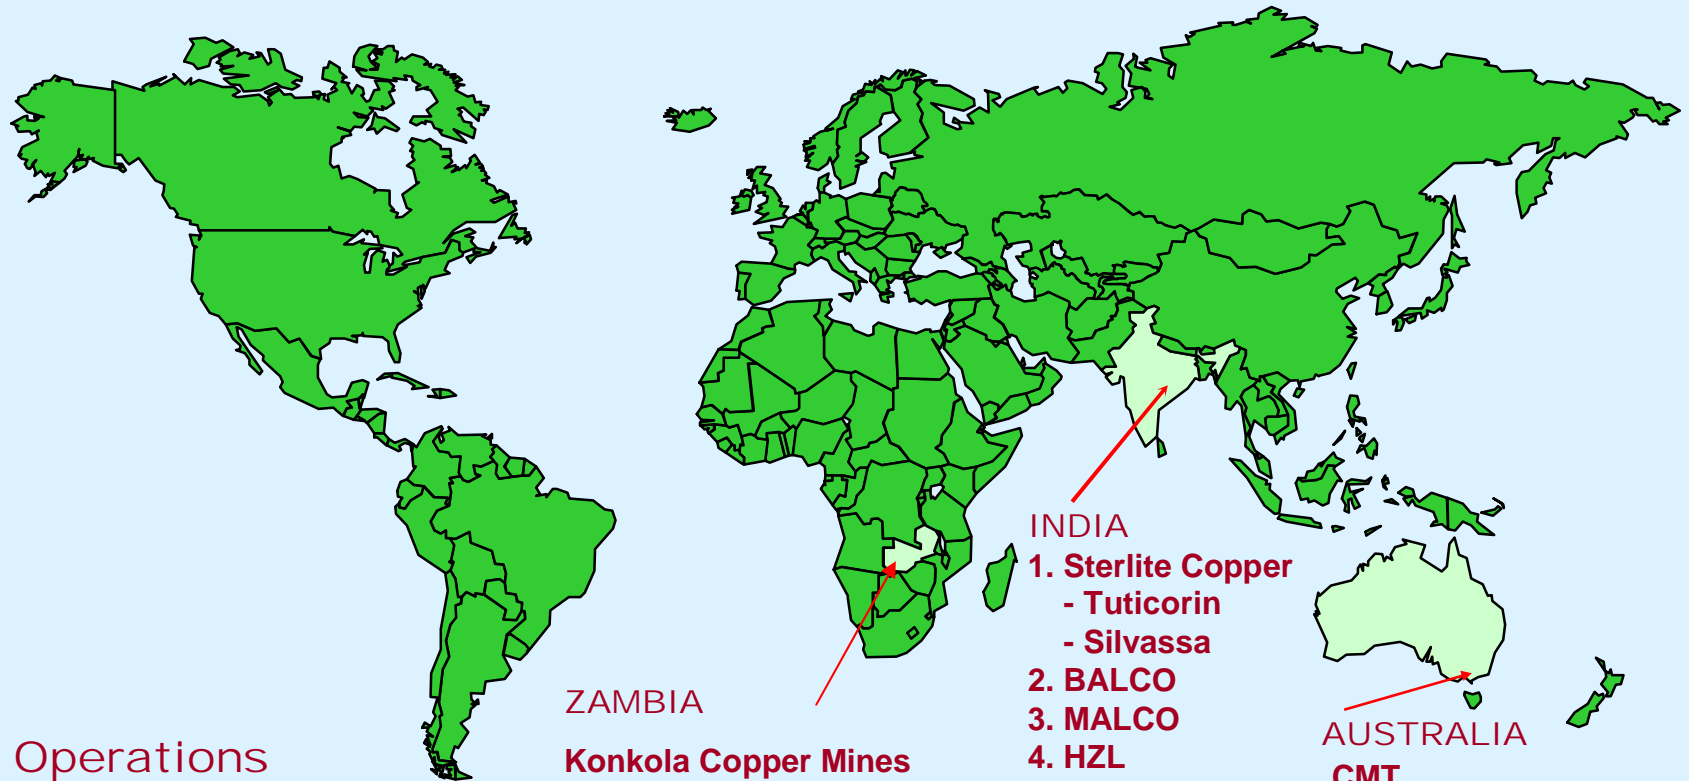 INDIA
1. Sterlite Copper
- Tuticorin
- Silvassa
2. BALCO
3. MALCO
4. HZL
ZAMBIA
Konkola Copper Mines
AUSTRALIA
CMT
Operations